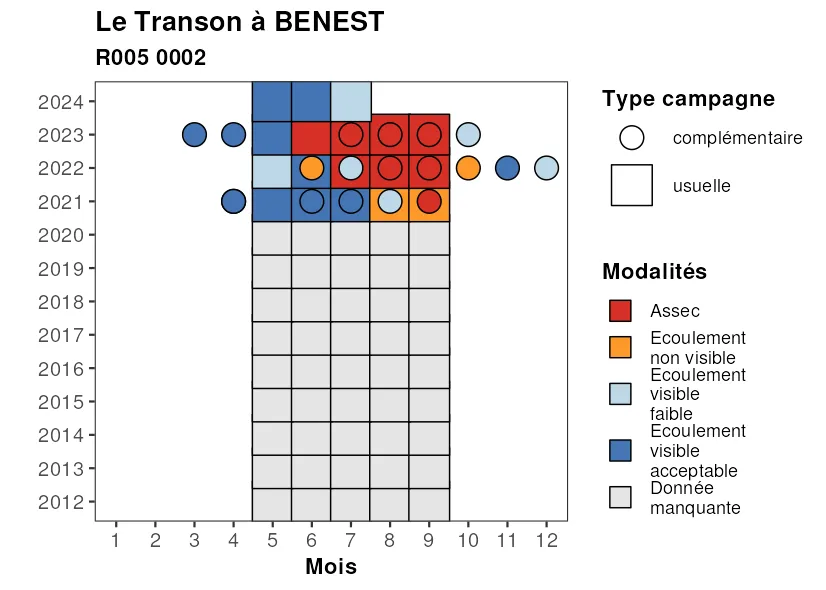 Le Transon à BENEST
R005 0002
2024
2023
2022
2021
2020
2019
2018
2017
2016
2015
2014
2013
2012
1 2 3 4 5 6 7 8 9 10 11 12
Mois
Type campagne
complémentaire
usuelle
Modalités
Assec
Ecoulement
non visible
Ecoulement
visible
faible
Ecoulement
visible
acceptable
Donnée
manquante